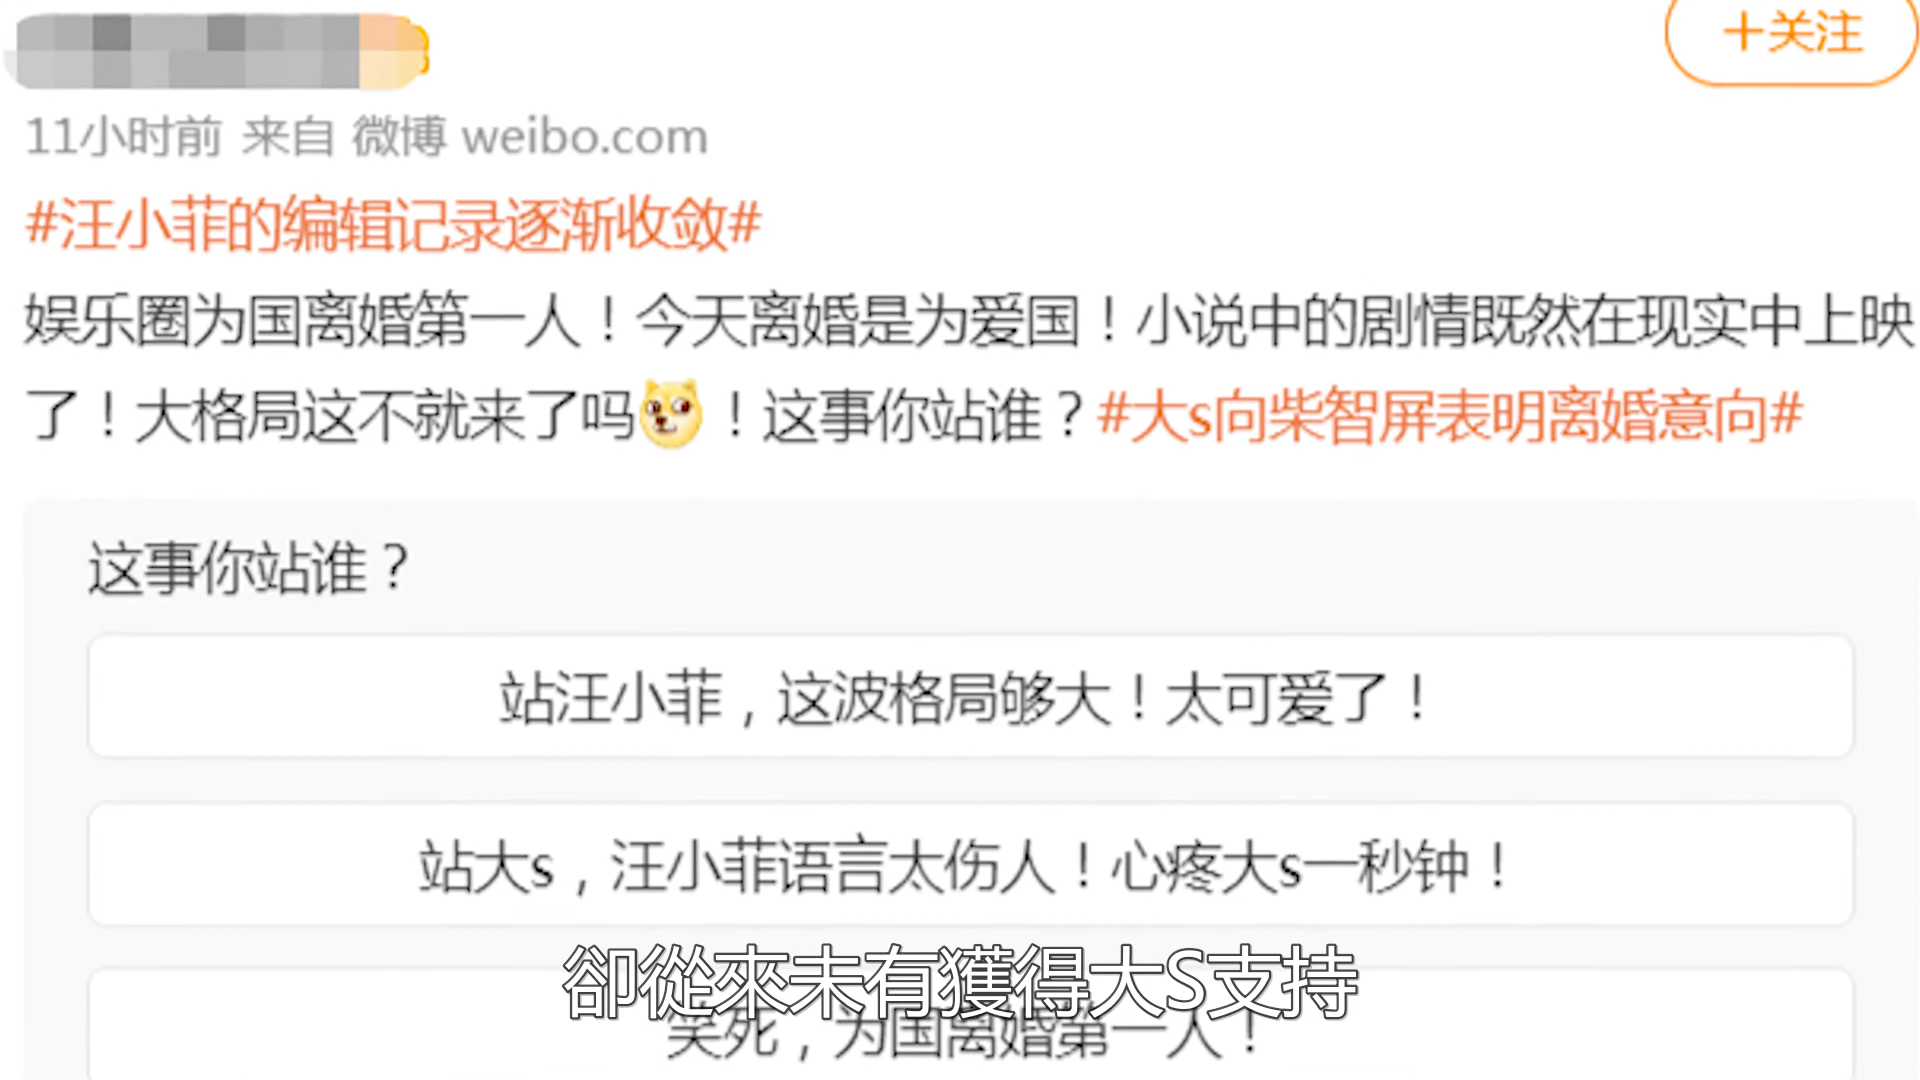 十关注
11小时前 来自 微博 weibo.com
#汪小菲的编辑记录逐渐收敛#
娱乐圈为国离婚第一人！今天离婚是为爱国！小说中的剧情既然在现实中上映
了！大格局这不就来了吗！这事你站谁？#大s向柴智屏表明离婚意向#
这事你站谁？
站汪小菲，这波格局够大！太可爱了！
站大s，汪小菲语言太伤人！心疼大s一秒钟！
卻從來未有獲得大S支持
笑死，为国离婚第一人！